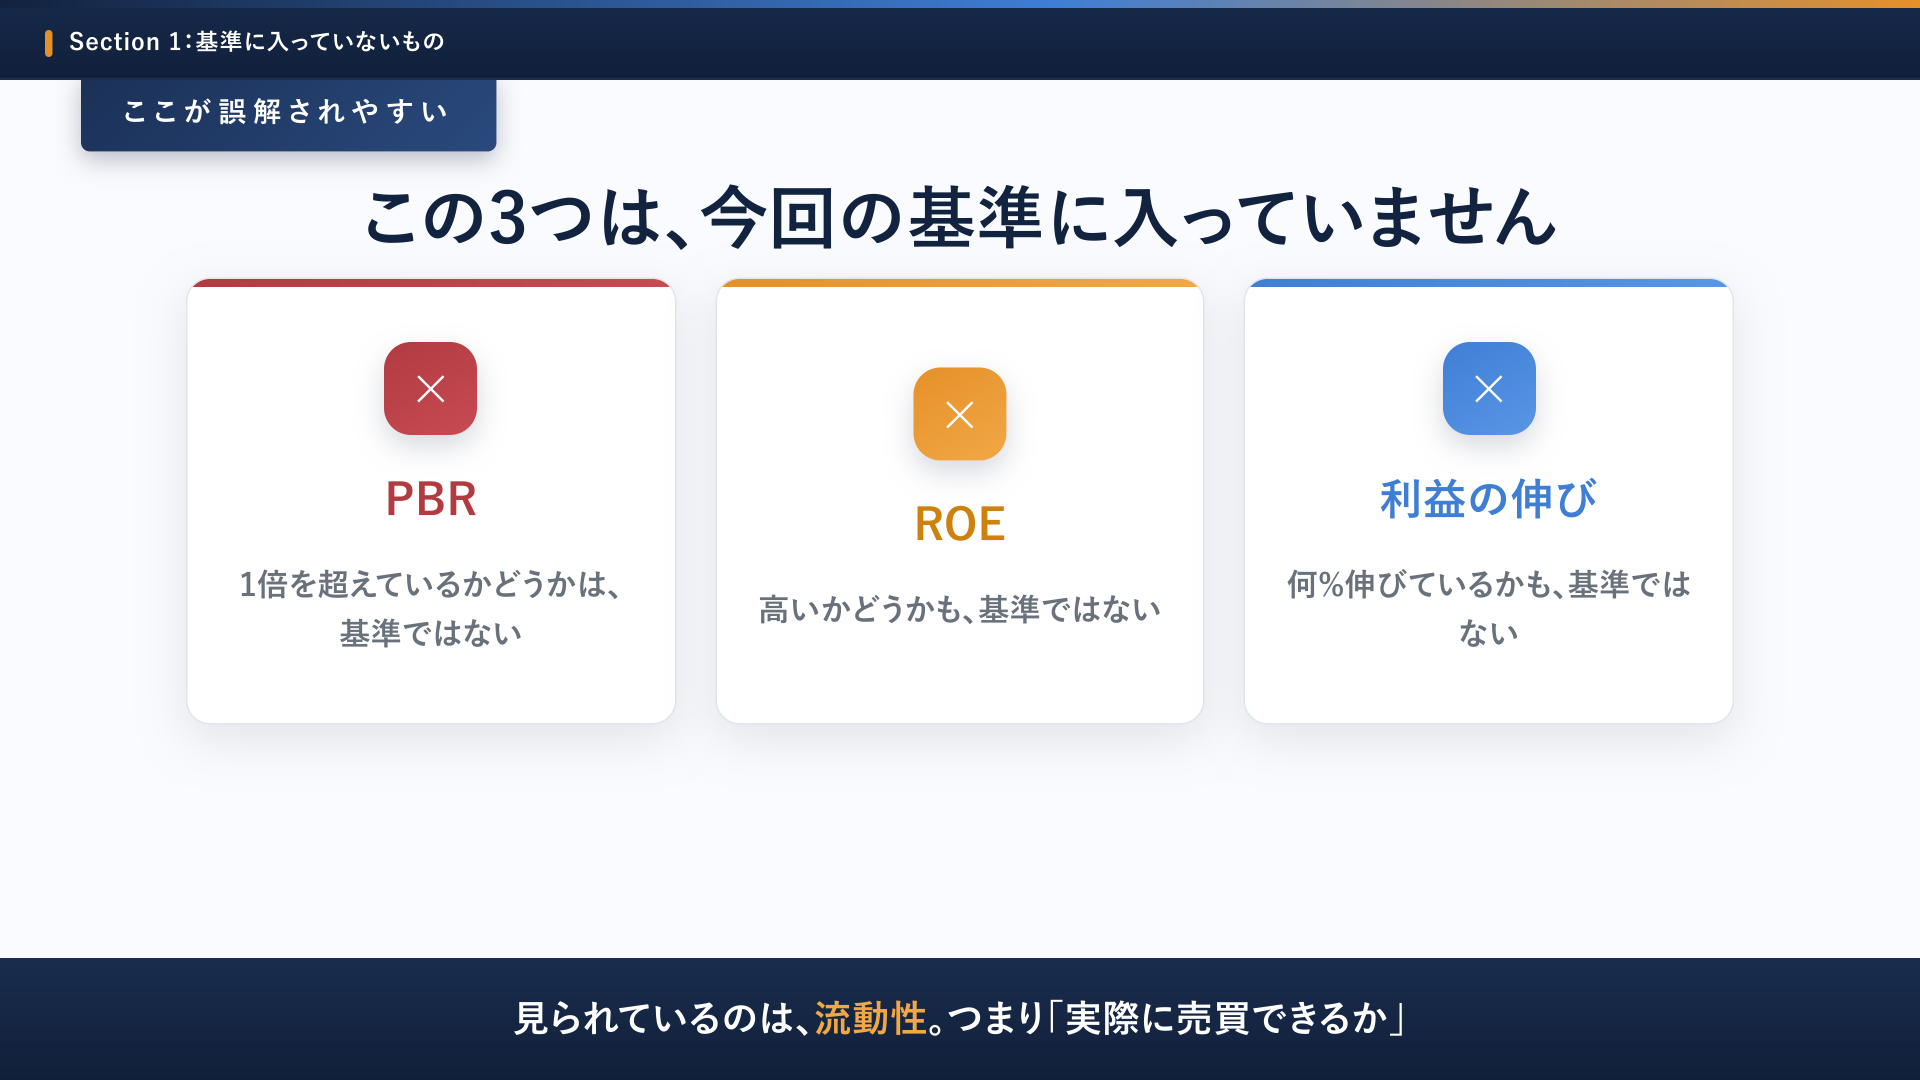 Section 1：基準に入っていないもの
ここが誤解されやすい
この3つは、今回の基準に入っていません
PBR
1倍を超えているかどうかは、
基準ではない
ROE
高いかどうかも、基準ではない
利益の伸び
何%伸びているかも、基準では
ない
見られているのは、流動性。つまり「実際に売買できるか」